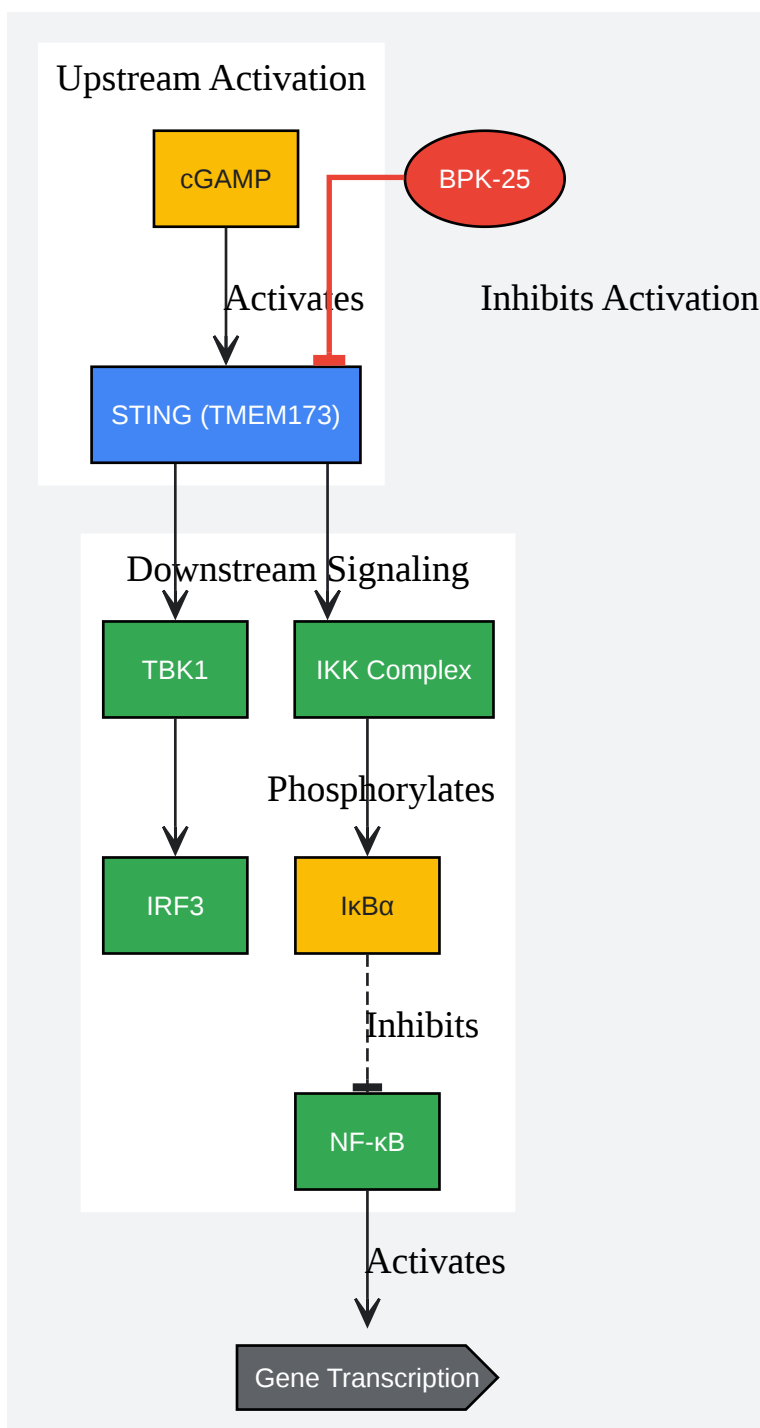 Upstream Activation
cGAMP
BPK-25
Activates
Inhibits Activation
STING (TMEM173)
Downstream Signaling
TBK1
IKK Complex
Phosphorylates
IRF3
IκBα
Inhibits
NF-κB
Activates
Gene Transcription